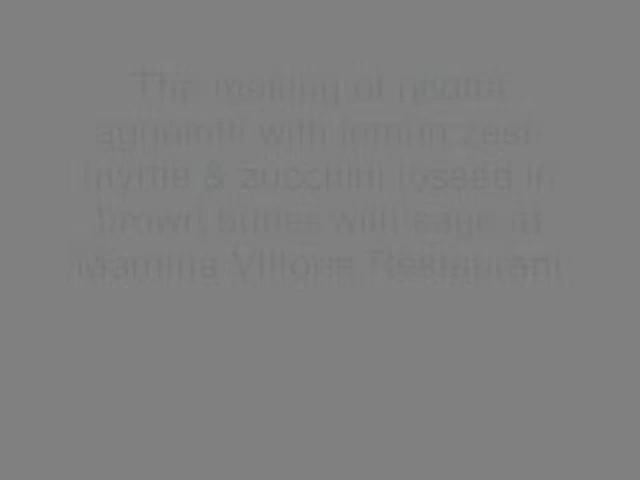 The making of ricotta
agnolotti with lemon zest,
thyme & zucchini tossed in
brown butter with sage at
Restaurant